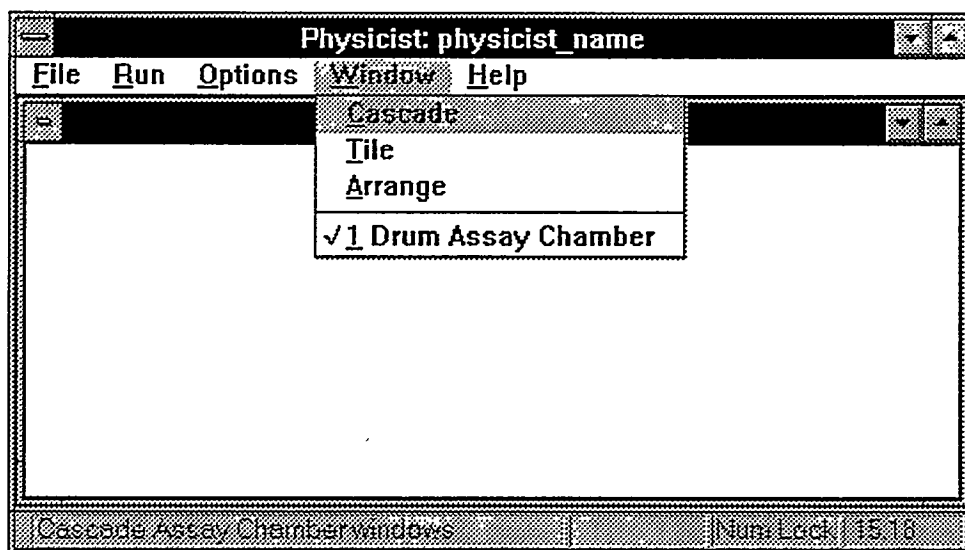 Physicist: physicist_name
File Run Options Window Help
Cascade
Tile
Arrange
√ 1 Drum Assay Chamber
Cascade Assay Chamber windows Num Lock 15:18